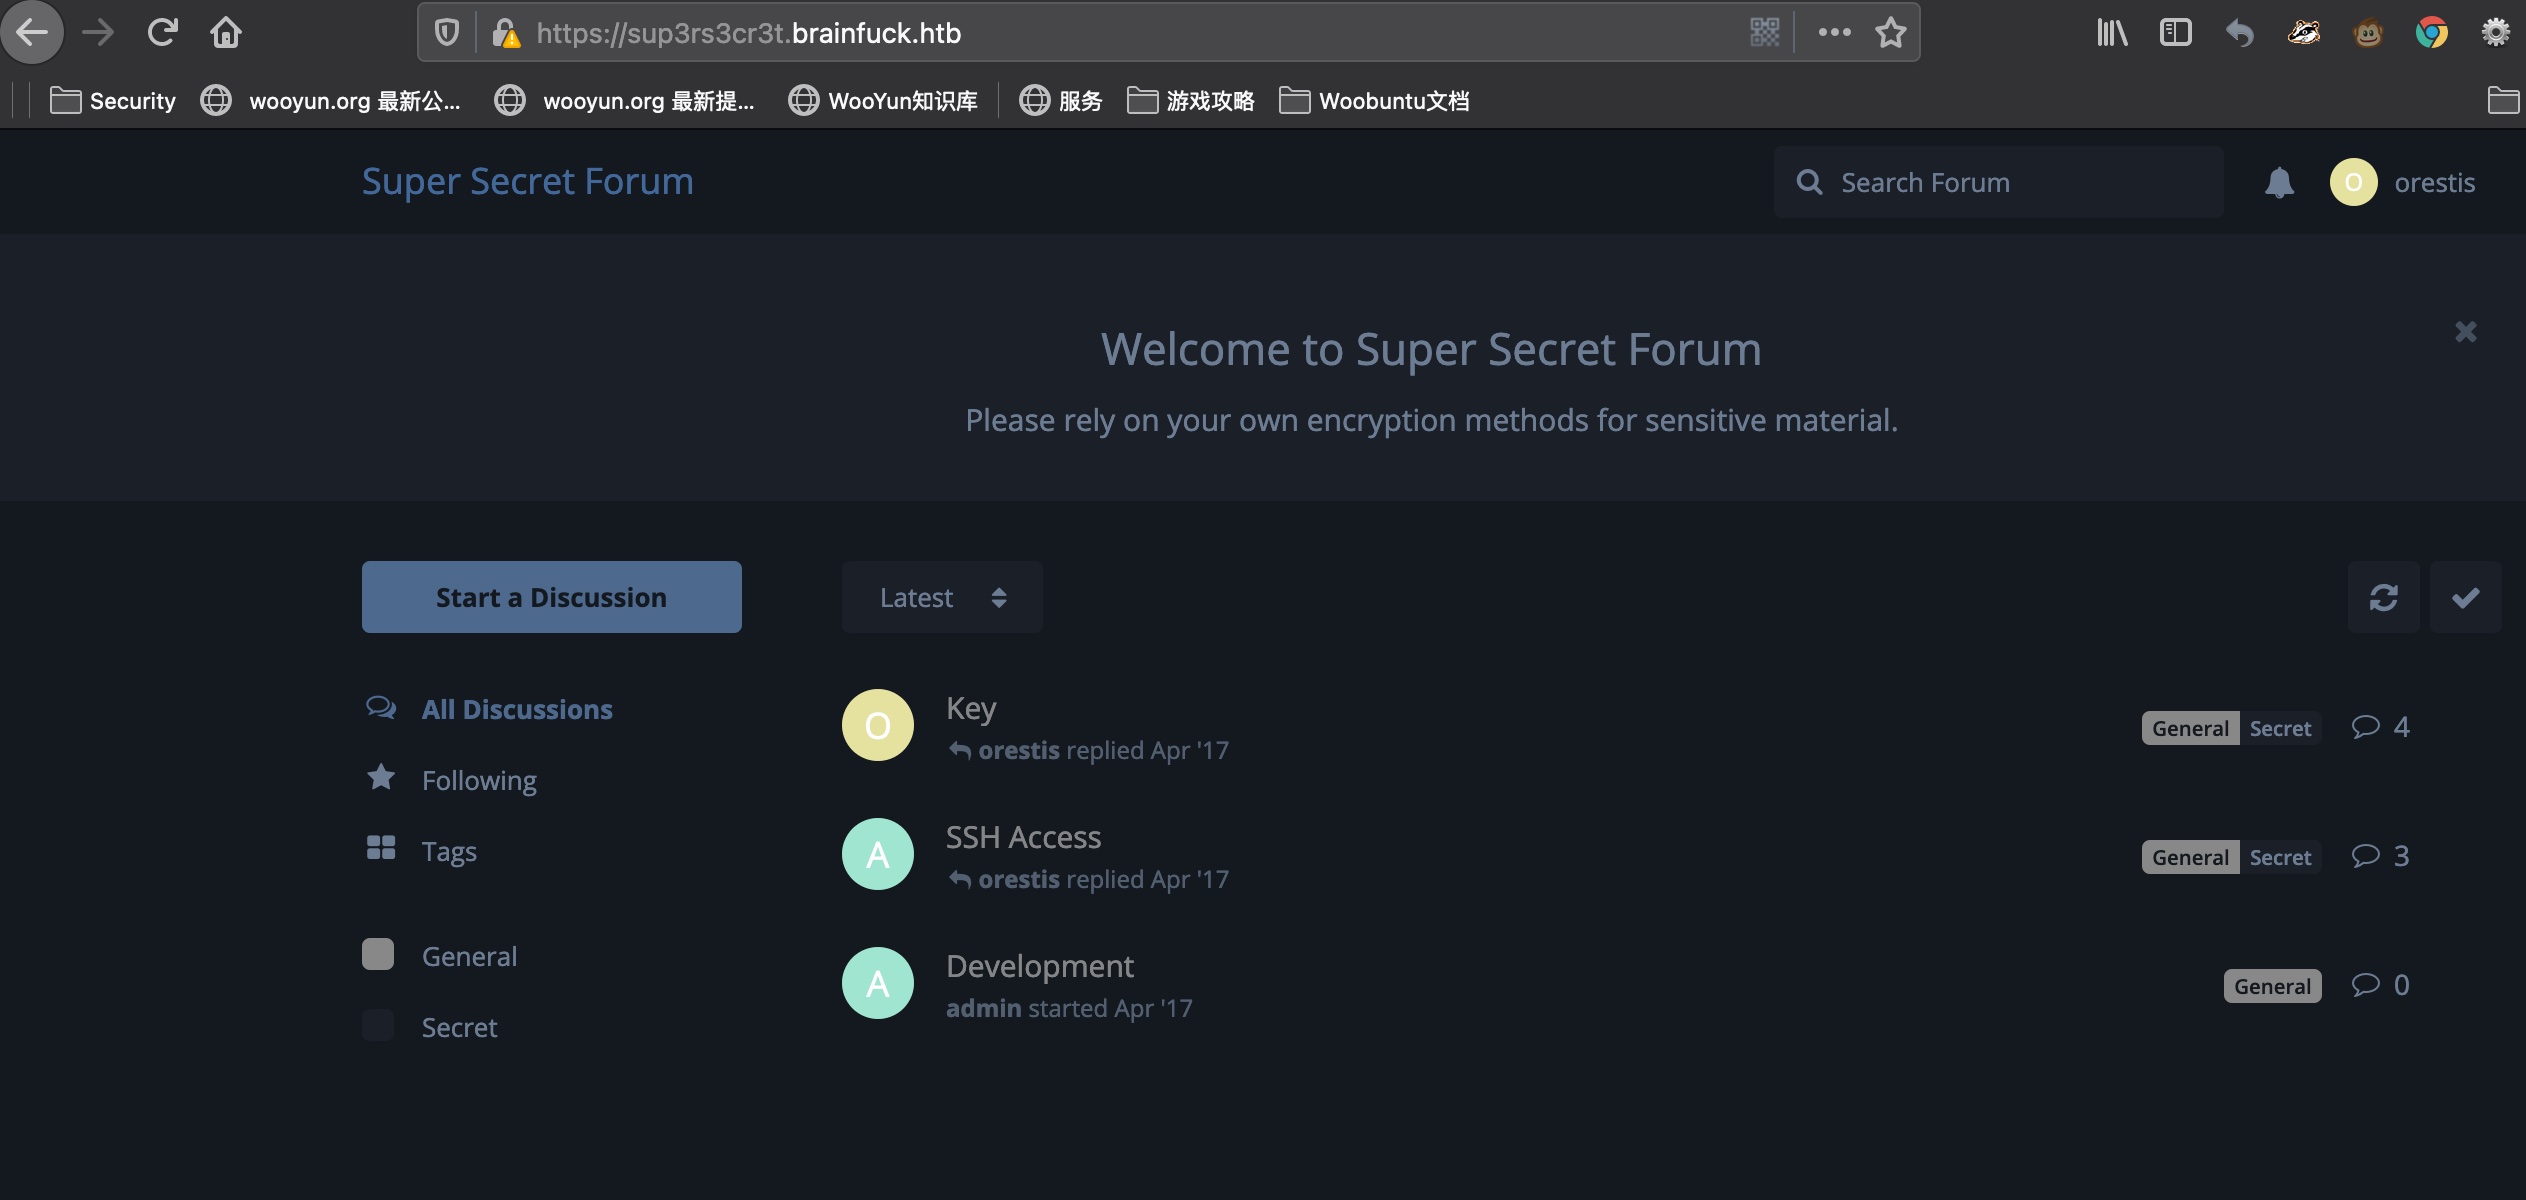 https://sup3rs3cr3t.brainfuck.htb
Security wooyun.org 最新公... wooyun.org 最新提... WooYun知识库 服务 游戏攻略 Woobuntu文档
Super Secret Forum Search Forum O orestis
Welcome to Super Secret Forum
Please rely on your own encryption methods for sensitive material.
Start a Discussion Latest
All Discussions
Following
Tags
General
Secret
O Key General Secret 4
orestis replied Apr '17
A SSH Access General Secret 3
orestis replied Apr '17
A Development General 0
admin started Apr '17